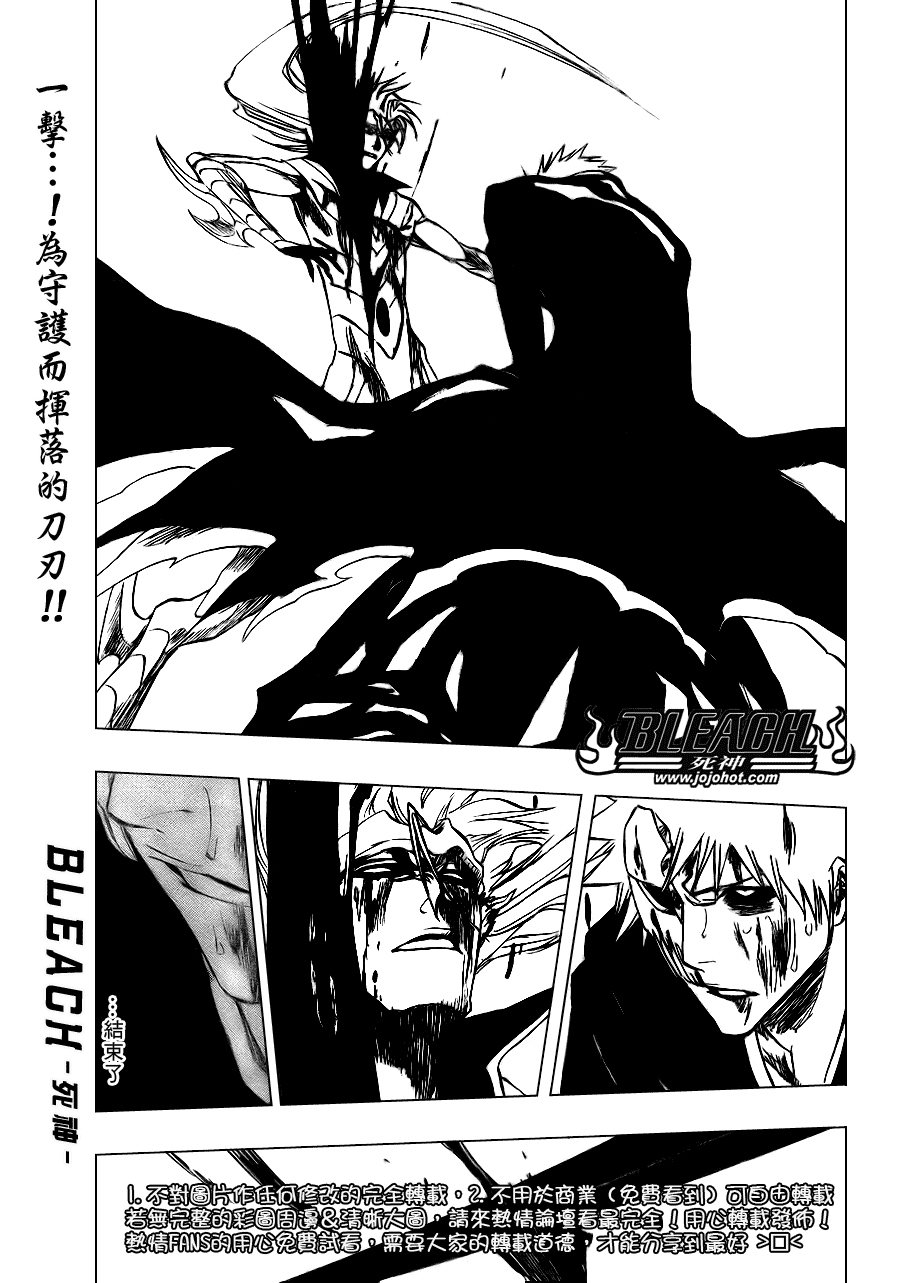 一擊…！為守護而揮落的刀刃!!
BLEACH
死神
www.jojohot.com
…結束了
BLEACH-死神-
1. 不對圖片作任何修改的完全轉載，2. 不用於商業（免費看到）可自由轉載
若無完整的彩圖周邊&清晰大圖，請來熱情論壇看最完全！用心轉載發佈！
熱情FANS的用心免費試看，需要大家的轉載道德，才能分享到最好 >口<